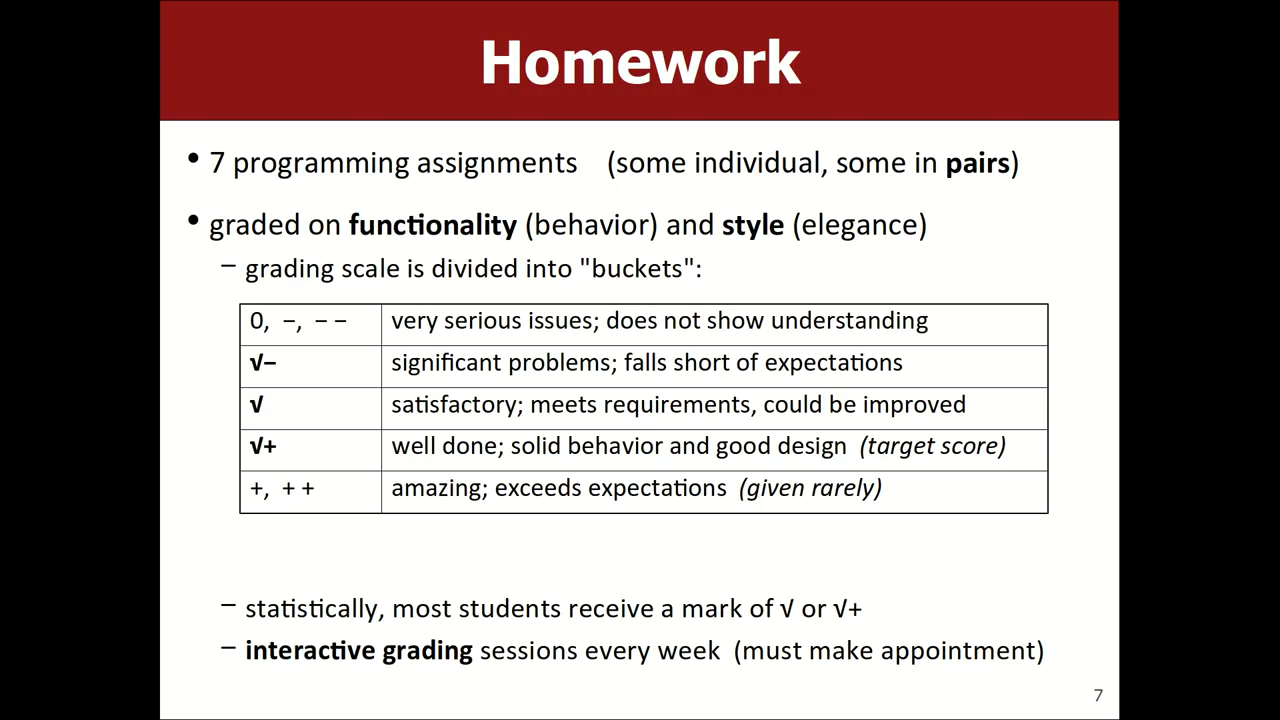 Homework
• 7 programming assignments (some individual, some in pairs)
• graded on functionality (behavior) and style (elegance)
– grading scale is divided into "buckets":
0, –, – – very serious issues; does not show understanding
√– significant problems; falls short of expectations
√ satisfactory; meets requirements, could be improved
√+ well done; solid behavior and good design (target score)
+, + + amazing; exceeds expectations (given rarely)
– statistically, most students receive a mark of √ or √+
– interactive grading sessions every week (must make appointment)
7